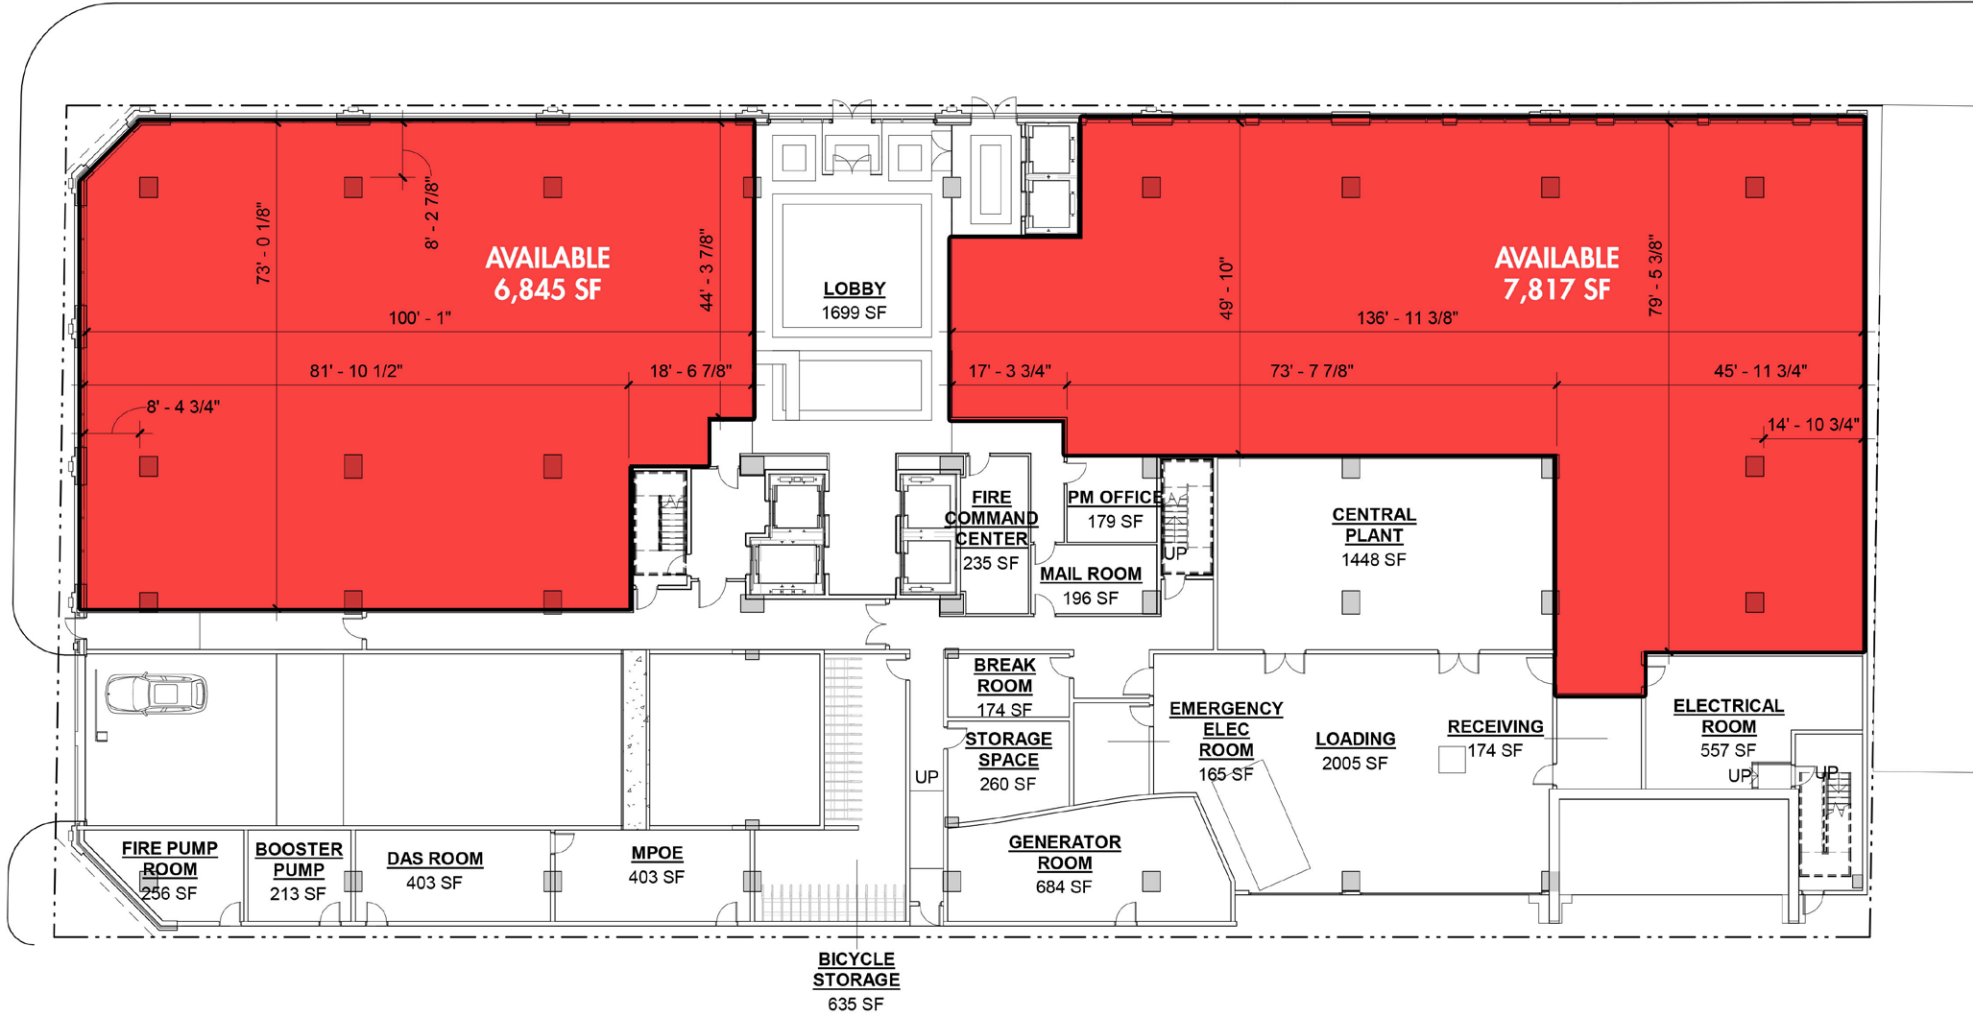 AVAILABLE
6,845 SF
73' - 0 1/8"
8' - 2 7/8"
44' - 3 7/8"
100' - 1"
81' - 10 1/2"
18' - 6 7/8"
8' - 4 3/4"
LOBBY
1699 SF
AVAILABLE
7,817 SF
49' - 10"
79' - 5 3/8"
136' - 11 3/8"
17' - 3 3/4"
73' - 7 7/8"
45' - 11 3/4"
14' - 10 3/4"
FIRE
COMMAND
CENTER
235 SF
PM OFFICE
179 SF
UP
MAIL ROOM
196 SF
CENTRAL
PLANT
1448 SF
BREAK
ROOM
174 SF
STORAGE
SPACE
260 SF
UP
EMERGENCY
ELEC
ROOM
165 SF
LOADING
2005 SF
RECEIVING
174 SF
ELECTRICAL
ROOM
557 SF
UP
UP
FIRE PUMP
ROOM
256 SF
BOOSTER
PUMP
213 SF
DAS ROOM
403 SF
MPOE
403 SF
GENERATOR
ROOM
684 SF
BICYCLE
STORAGE
635 SF